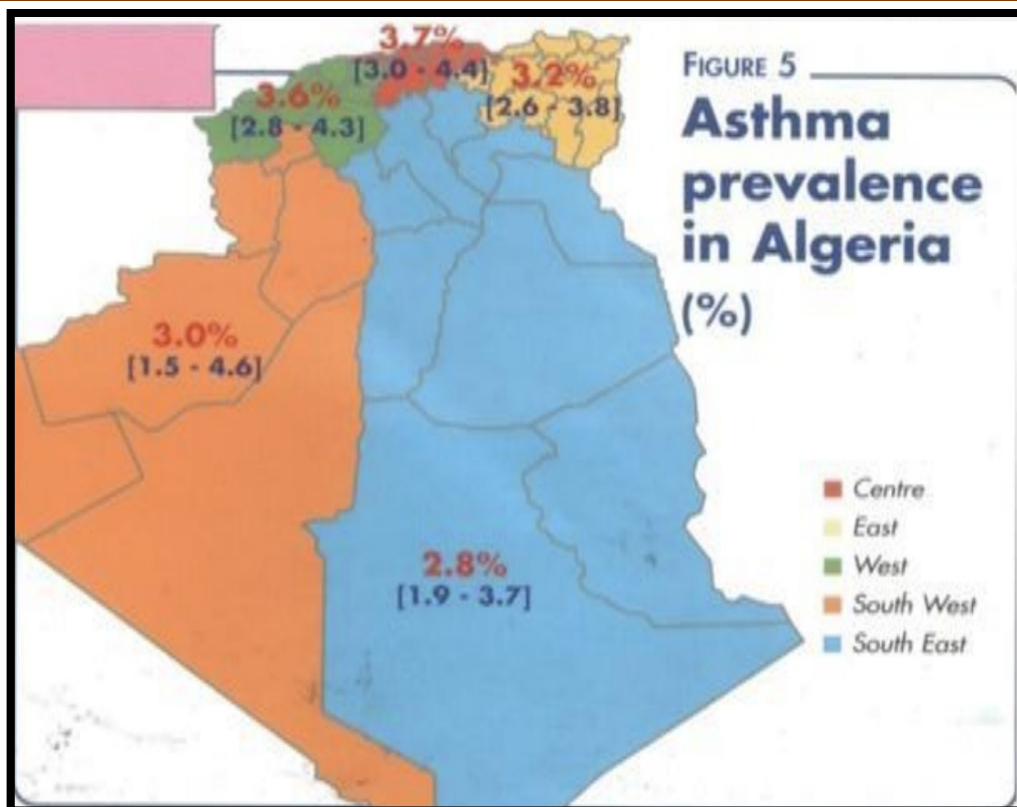 3.7%
[3.0 - 4.4]
3.6%
[2.8 - 4.3]
3.2%
[2.6 - 3.8]
FIGURE 5
Asthma
prevalence
in Algeria
(%)
3.0%
[1.5 - 4.6]
2.8%
[1.9 - 3.7]
Centre
East
West
South West
South East